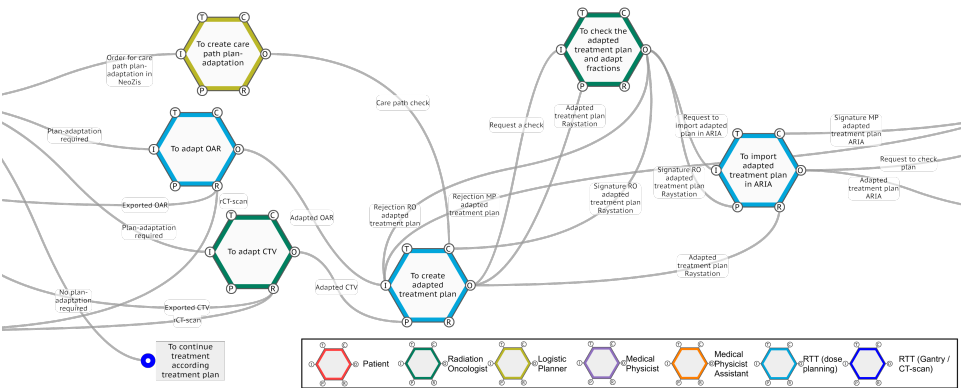 To create care
path plan-
adaptation
T
C
I
O
P
R
Order for care
path plan-
adaptation in
NeoZis
Care path check
To check the
adapted
treatment plan
and adapt
fractions
T
C
I
O
P
R
Plan-adaptation
required
To adapt OAR
T
C
I
O
P
R
Exported OAR
rCT-scan
Plan-adaptation
required
To adapt CTV
T
C
I
O
P
R
Adapted OAR
Adapted CTV
Exported CTV
rCT-scan
No plan-
adaptation
required
To continue
treatment
according
treatment plan
To create
adapted
treatment plan
T
C
I
O
P
R
Rejection RO
adapted
treatment plan
Rejection MP
adapted
treatment plan
Request a check
Adapted
treatment plan
Raystation
Signature RO
adapted
treatment plan
Raystation
Signature RO
adapted
treatment plan
Raystation
Request to
import adapted
plan in ARIA
Adapted
treatment plan
Raystation
To import
adapted
treatment plan
in ARIA
T
C
I
O
P
R
Signature MP
adapted
treatment plan
ARIA
Request to check
plan
Adapted
treatment plan
ARIA
T
C
I
O
P
R
Patient
T
C
I
O
P
R
Radiation
Oncologist
T
C
I
O
P
R
Logistic
Planner
T
C
I
O
P
R
Medical
Physicist
T
C
I
O
P
R
Medical
Physicist
Assistant
T
C
I
O
P
R
RTT (dose
planning)
T
C
I
O
P
R
RTT (Gantry /
CT-scan)